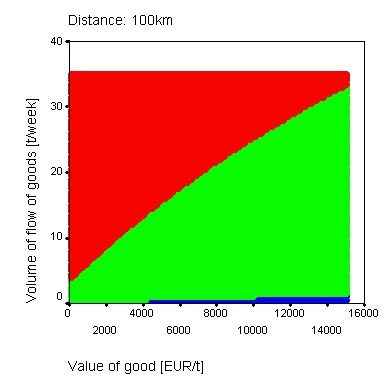 Distance: 100km
Volume of flow of goods [t/week]
40
30
20
10
0
0 4000 8000 12000 16000
2000 6000 10000 14000
Value of good [EUR/t]